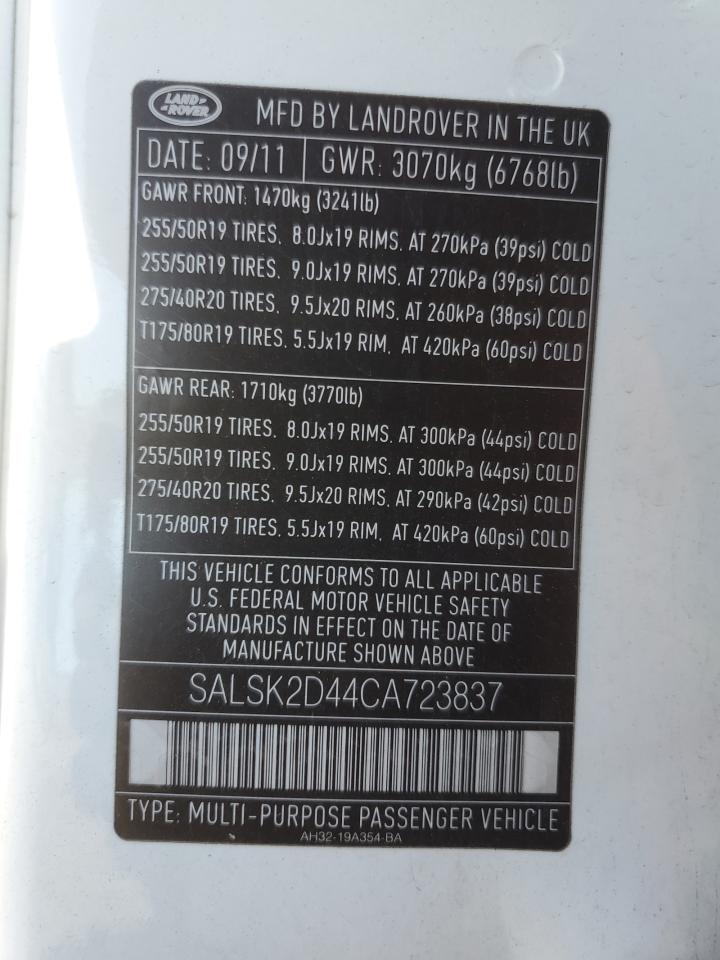 LAND ROVER
MFD BY LANDROVER IN THE UK
DATE: 09/11 GWR: 3070kg (6768lb)
GAWR FRONT: 1470kg (3241lb)
255/50R19 TIRES, 8.0Jx19 RIMS, AT 270kPa (39psi) COLD
255/50R19 TIRES, 9.0Jx19 RIMS, AT 270kPa (39psi) COLD
275/40R20 TIRES, 9.5Jx20 RIMS, AT 260kPa (38psi) COLD
T175/80R19 TIRES, 5.5Jx19 RIM, AT 420kPa (60psi) COLD
GAWR REAR: 1710kg (3770lb)
255/50R19 TIRES, 8.0Jx19 RIMS, AT 300kPa (44psi) COLD
255/50R19 TIRES, 9.0Jx19 RIMS, AT 300kPa (44psi) COLD
275/40R20 TIRES, 9.5Jx20 RIMS, AT 290kPa (42psi) COLD
T175/80R19 TIRES, 5.5Jx19 RIM, AT 420kPa (60psi) COLD
THIS VEHICLE CONFORMS TO ALL APPLICABLE
U.S. FEDERAL MOTOR VEHICLE SAFETY
STANDARDS IN EFFECT ON THE DATE OF
MANUFACTURE SHOWN ABOVE
SALSK2D44CA723837
TYPE: MULTI-PURPOSE PASSENGER VEHICLE
AH32-19A354-BA